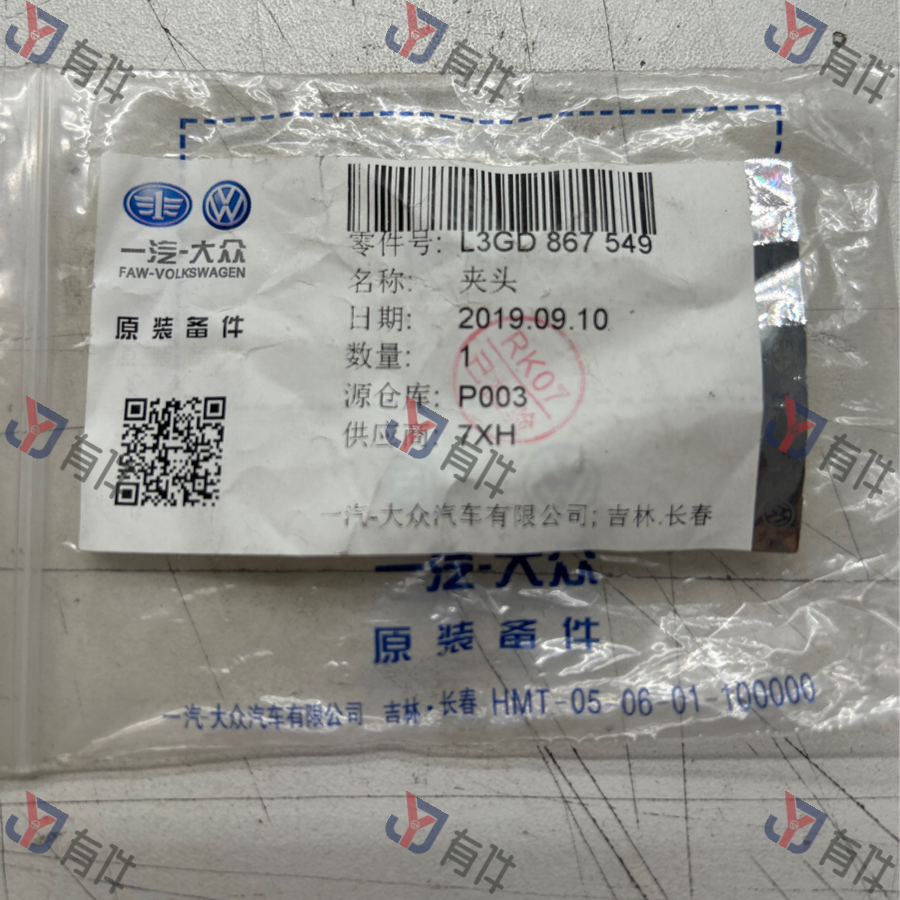 一汽-大众
FAW-VOLKSWAGEN
原装备件
零件号: L3GD 867 549
名称: 夹头
日期: 2019.09.10
数量: 1
源仓库: P003
供应商: 7XH
RK07
一汽-大众汽车有限公司; 吉林.长春
一汽-大众
原装备件
一汽-大众汽车有限公司 吉林·长春 HMT-05-06-01-100000
有件
有件
有件
有件
有件
有件
有件
有件
有件